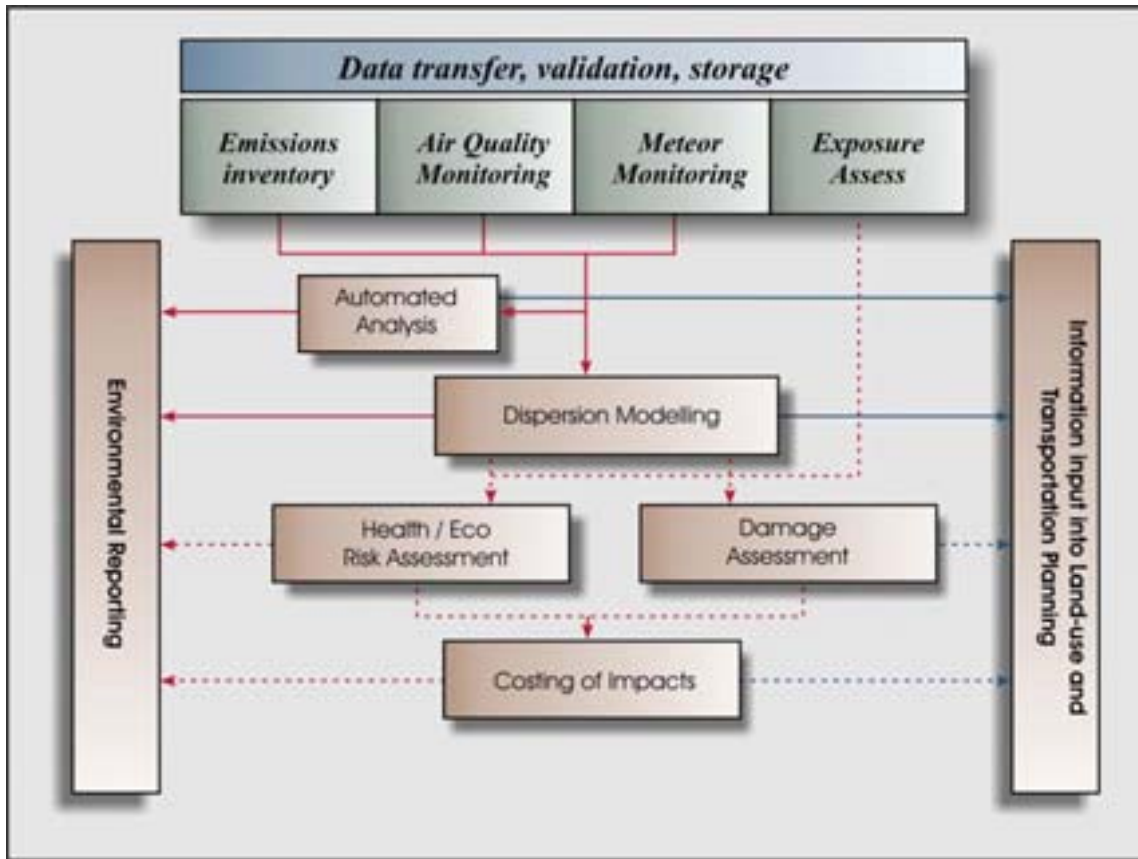 Data transfer, validation, storage
Emissions
inventory
Air Quality
Monitoring
Meteor
Monitoring
Exposure
Assess
Automated
Analysis
Dispersion Modelling
Health / Eco
Risk Assessment
Damage
Assessment
Costing of Impacts
Environmental Reporting
Information input into Land-use and
Transportation Planning